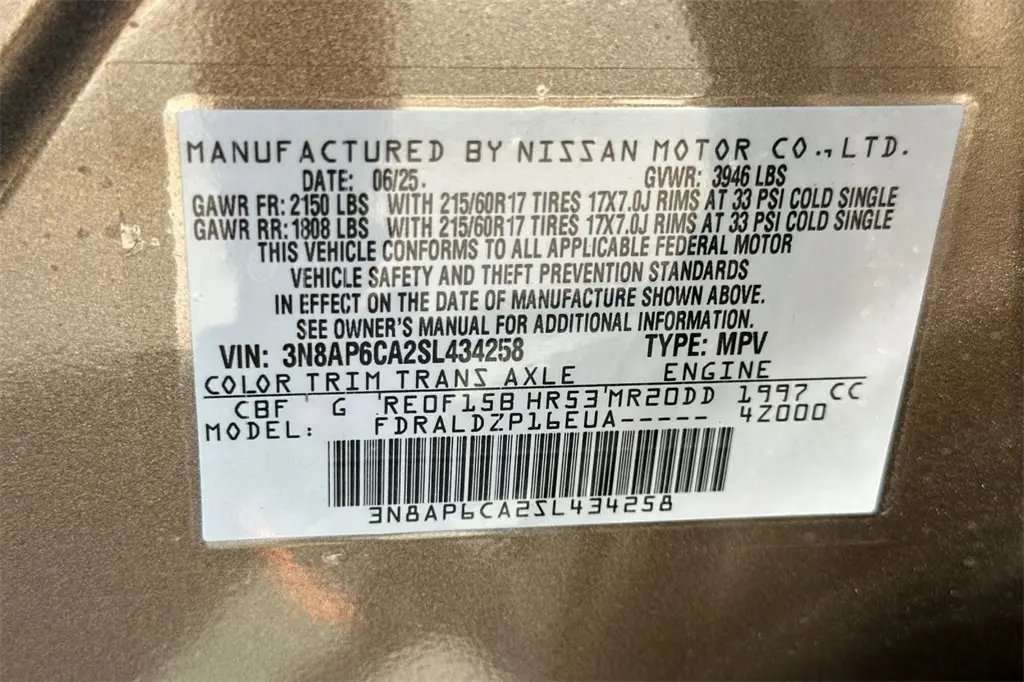 MANUFACTURED BY NISSAN MOTOR CO.,LTD.
DATE: 06/25. GVWR: 3946 LBS
GAWR FR: 2150 LBS WITH 215/60R17 TIRES 17X7.0J RIMS AT 33 PSI COLD SINGLE
GAWR RR: 1808 LBS WITH 215/60R17 TIRES 17X7.0J RIMS AT 33 PSI COLD SINGLE
THIS VEHICLE CONFORMS TO ALL APPLICABLE FEDERAL MOTOR
VEHICLE SAFETY AND THEFT PREVENTION STANDARDS
IN EFFECT ON THE DATE OF MANUFACTURE SHOWN ABOVE.
SEE OWNER'S MANUAL FOR ADDITIONAL INFORMATION.
VIN: 3N8AP6CA2SL434258 TYPE: MPV
COLOR TRIM TRANS AXLE ENGINE
CBF G RE0F15B HR53 MR20DD 1997 CC
MODEL: FDRALDZP16EUA----- 4Z000
3N8AP6CA2SL434258